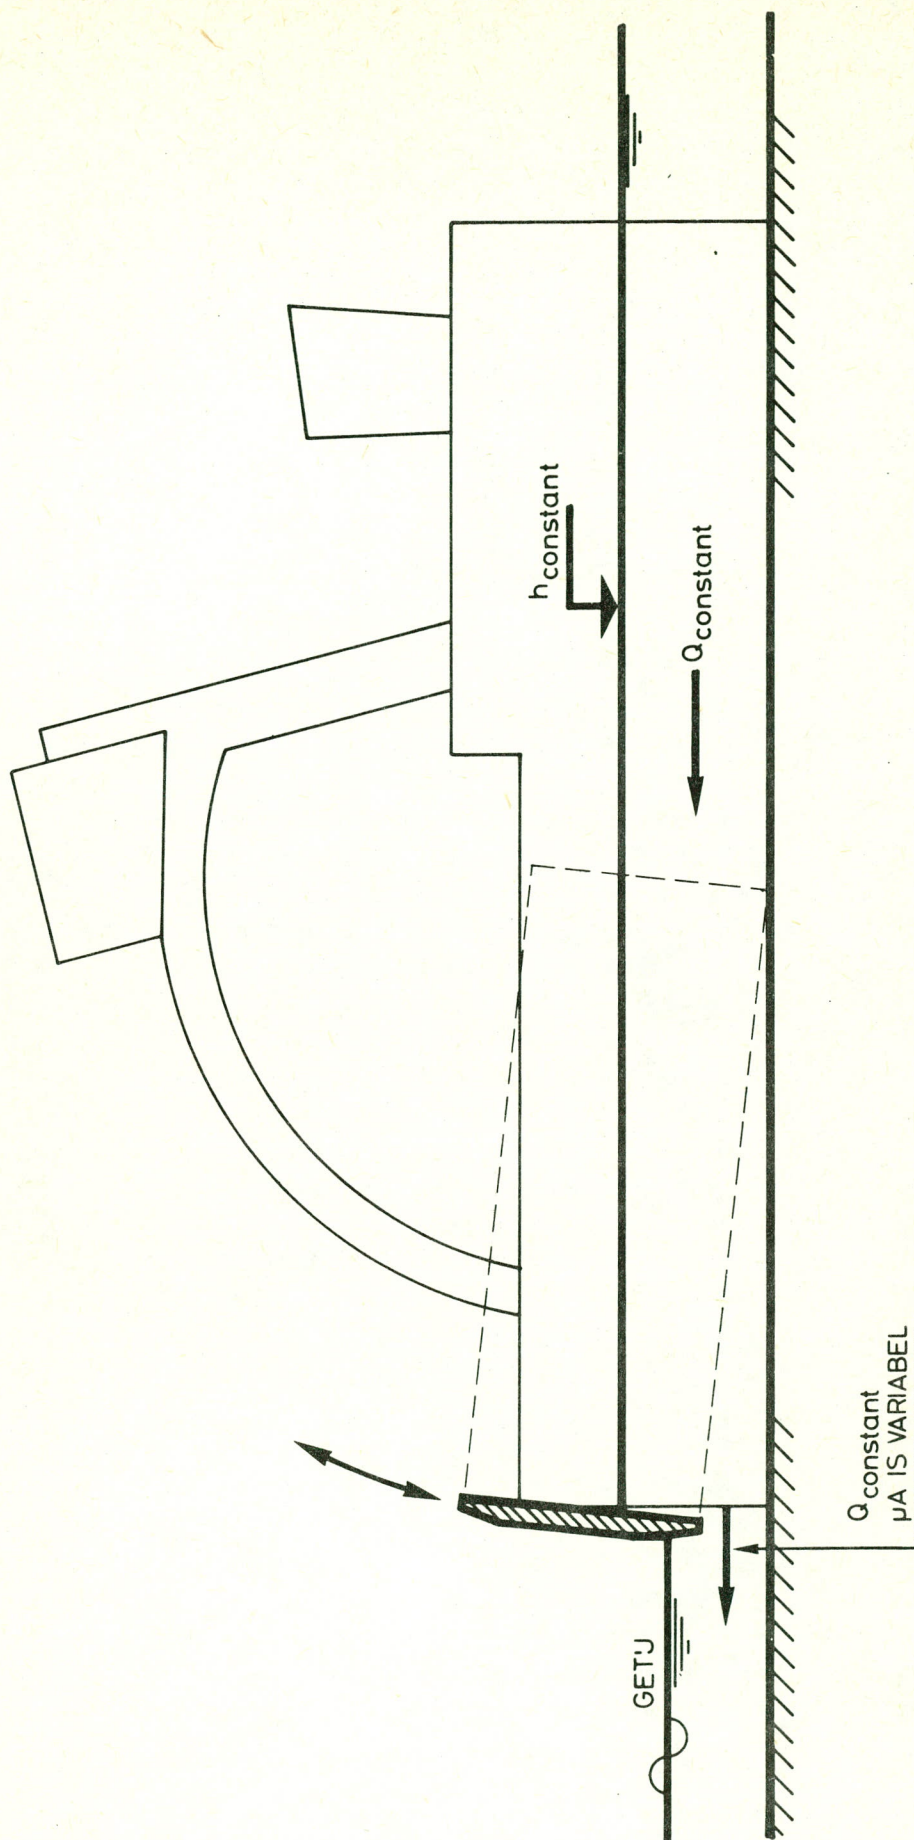 h constant
Q constant
GETIJ
Q constant
μA IS VARIABEL